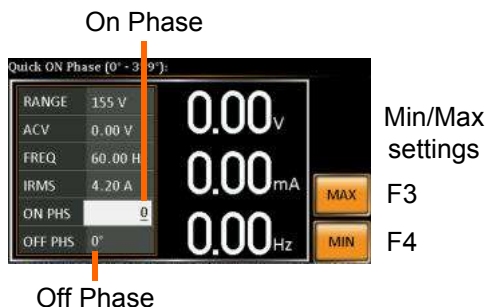 On Phase
Quick ON Phase (0° - 359°):
RANGE 155 V
ACV 0.00 V
FREQ 60.00 H
IRMS 4.20 A
ON PHS 0
OFF PHS 0°
0.00V
0.00mA
0.00Hz
Min/Max
settings
MAX F3
MIN F4
Off Phase